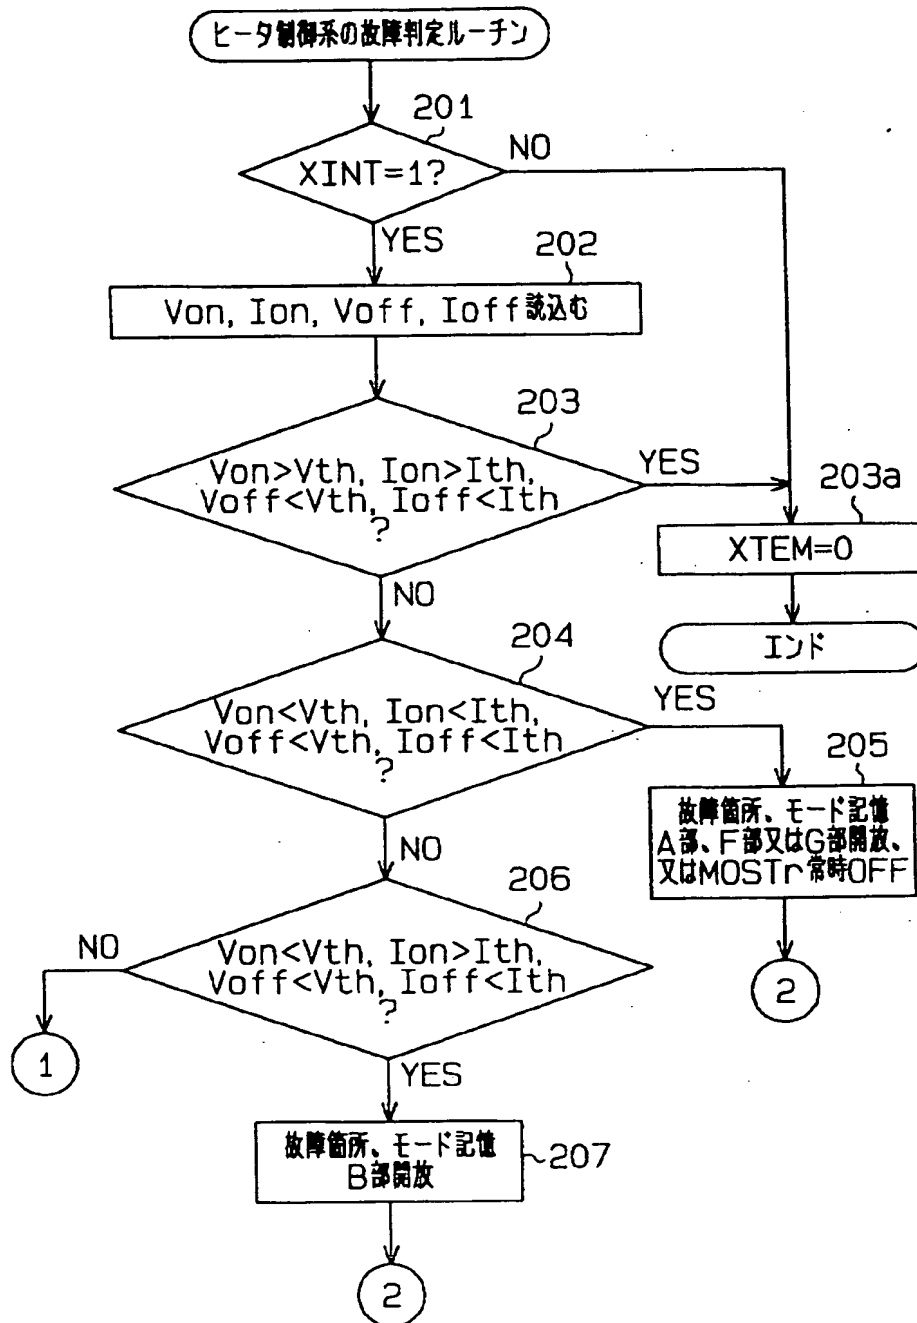 ヒータ制御系の故障判定ルーチン
201
XINT=1?
NO
YES
202
Von, Ion, Voff, Ioff読込む
203
Von>Vth, Ion>Ith,
Voff<Vth, Ioff<Ith
?
YES
NO
203a
XTEM=0
エンド
204
Von<Vth, Ion<Ith,
Voff<Vth, Ioff<Ith
?
YES
NO
205
故障箇所、モード記憶
A部、F部又はG部開放、
又はMOSTr常時OFF
2
206
Von<Vth, Ion>Ith,
Voff<Vth, Ioff<Ith
?
NO
1
YES
故障箇所、モード記憶
B部開放
207
2